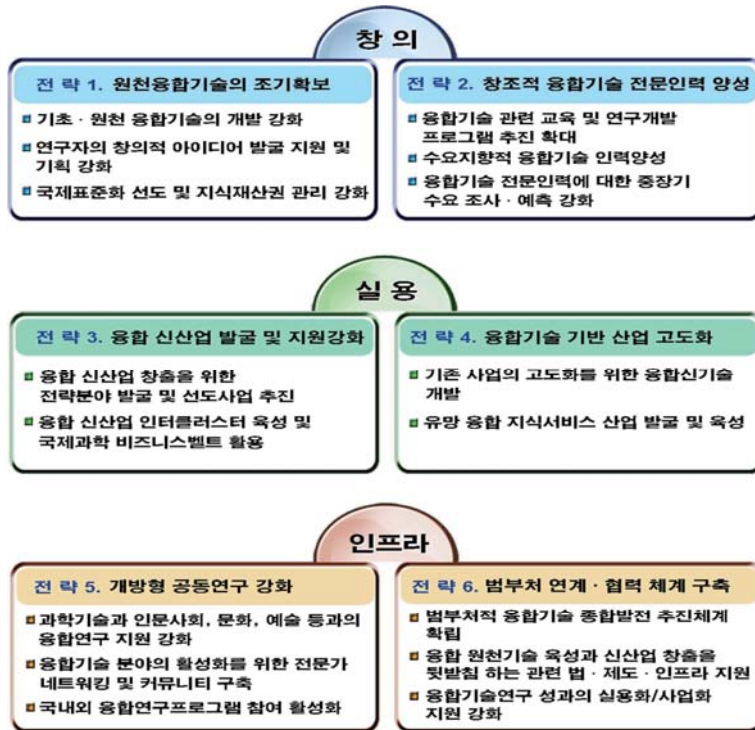 창 의
전 략 1. 원천융합기술의 조기확보
기초 · 원천 융합기술의 개발 강화
연구자의 창의적 아이디어 발굴 지원 및
기획 강화
국제표준화 선도 및 지식재산권 관리 강화
전 략 2. 창조적 융합기술 전문인력 양성
융합기술 관련 교육 및 연구개발
프로그램 추진 확대
수요지향적 융합기술 인력양성
융합기술 전문인력에 대한 중장기
수요 조사 · 예측 강화
실 용
전 략 3. 융합 신산업 발굴 및 지원강화
융합 신산업 창출을 위한
전략분야 발굴 및 선도사업 추진
융합 신산업 인터클러스터 육성 및
국제과학 비즈니스벨트 활용
전 략 4. 융합기술 기반 산업 고도화
기존 사업의 고도화를 위한 융합신기술
개발
유망 융합 지식서비스 산업 발굴 및 육성
인프라
전 략 5. 개방형 공동연구 강화
과학기술과 인문사회, 문화, 예술 등과의
융합연구 지원 강화
융합기술 분야의 활성화를 위한 전문가
네트워킹 및 커뮤니티 구축
국내외 융합연구프로그램 참여 활성화
전 략 6. 범부처 연계 · 협력 체계 구축
범부처적 융합기술 종합발전 추진체계
확립
융합 원천기술 육성과 신산업 창출을
뒷받침 하는 관련 법 · 제도 · 인프라 지원
융합기술연구 성과의 실용화/사업화
지원 강화